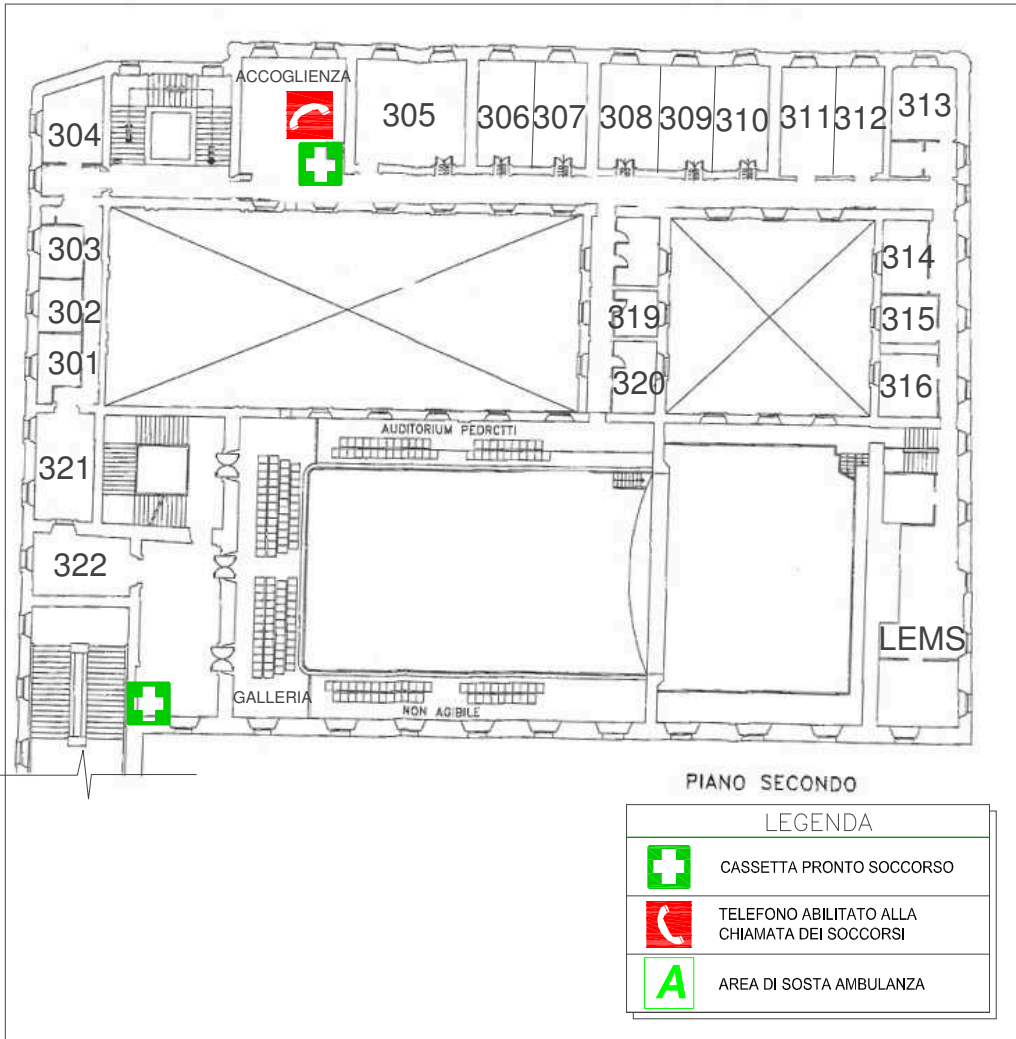 ACCOGLIENZA
304
305
306
307
308
309
310
311
312
313
303
302
301
314
315
316
319
320
AUDITORIUM PEDROTTI
321
322
LEMS
GALLERIA
NON AGIBILE
PIANO SECONDO
LEGENDA
CASSETTA PRONTO SOCCORSO
TELEFONO ABILITATO ALLA
CHIAMATA DEI SOCCORSI
A
AREA DI SOSTA AMBULANZA